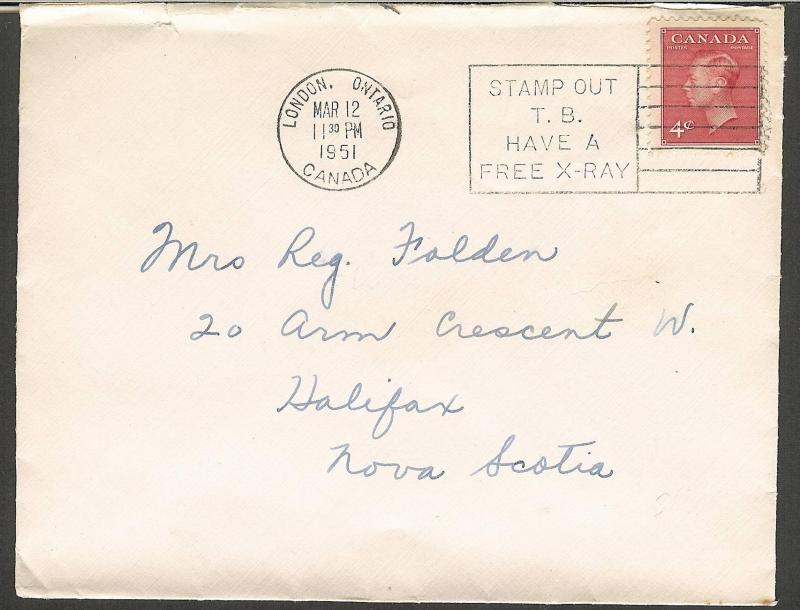 CANADA
POSTES POSTAGE
4¢
LONDON, ONTARIO
MAR 12
11 30 PM
1951
CANADA
STAMP OUT
T. B.
HAVE A
FREE X-RAY
Mrs Reg. Folden
20 Arm Crescent W.
Halifax
Nova Scotia